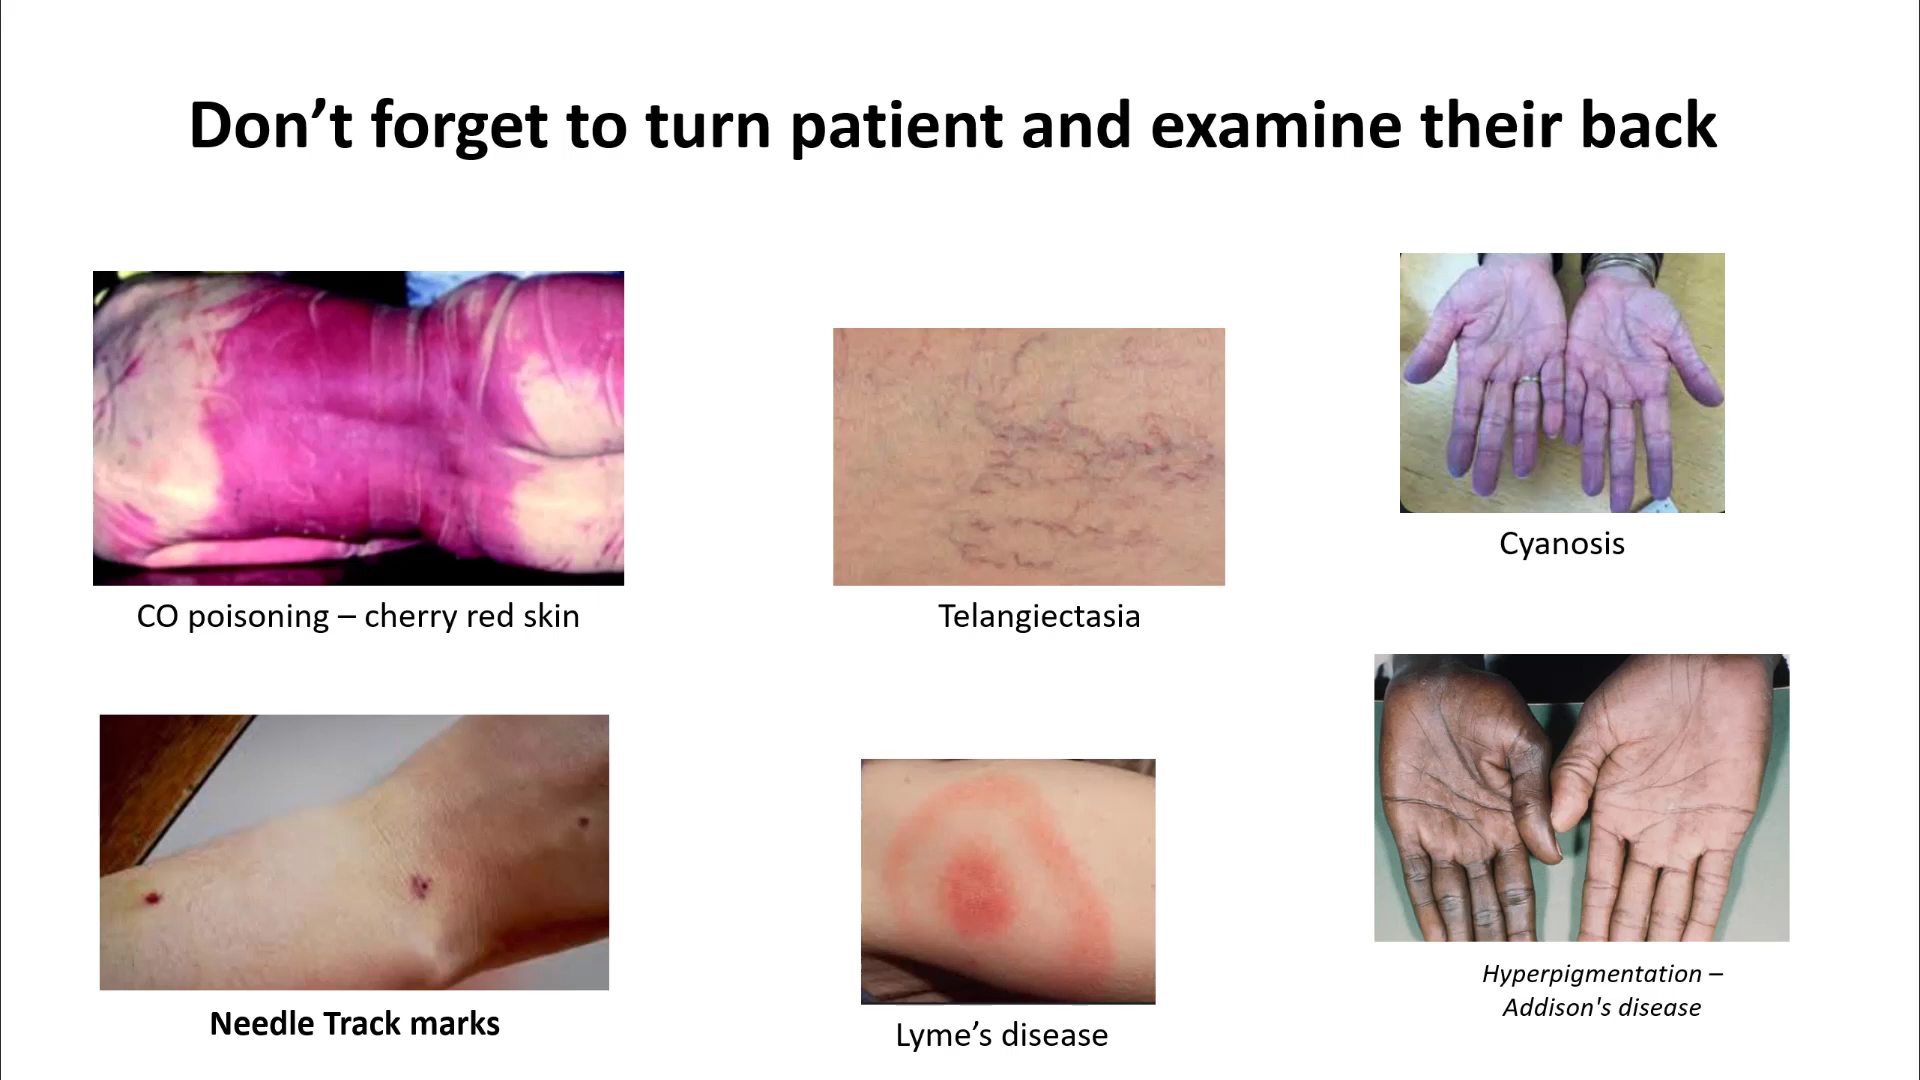 Don’t forget to turn patient and examine their back
CO poisoning – cherry red skin
Telangiectasia
Cyanosis
Needle Track marks
Lyme’s disease
Hyperpigmentation –
Addison's disease